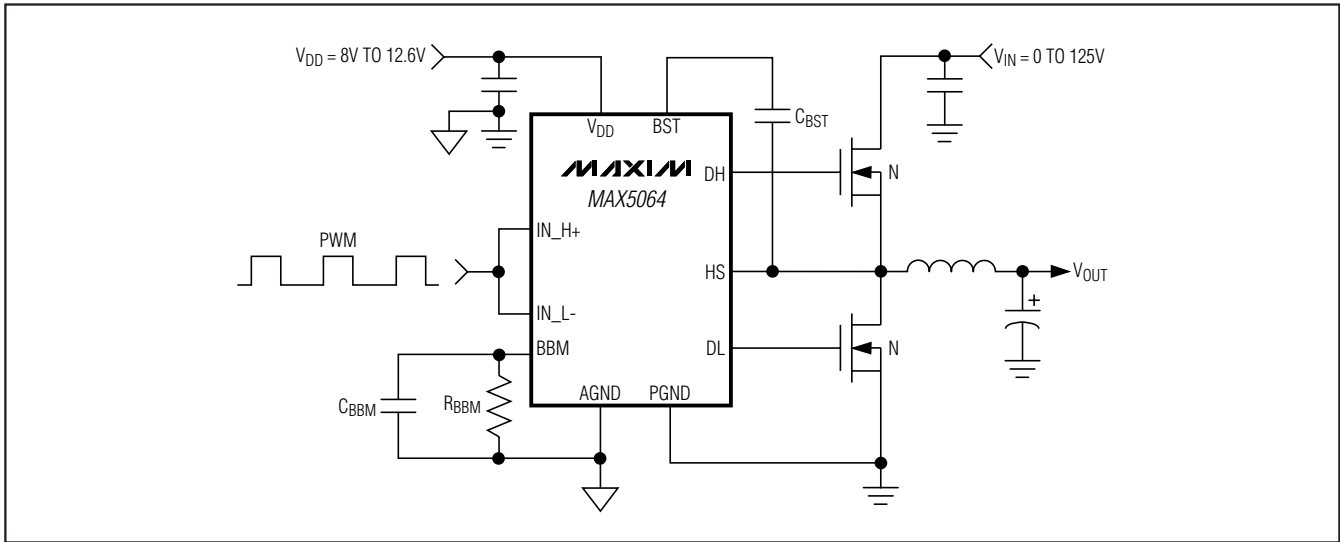 V_DD = 8V TO 12.6V
V_IN = 0 TO 125V
C_BST
V_DD
BST
MAXIM
MAX5064
DH
N
PWM
IN_H+
HS
V_OUT
+
IN_L-
BBM
DL
N
C_BBM
R_BBM
AGND
PGND